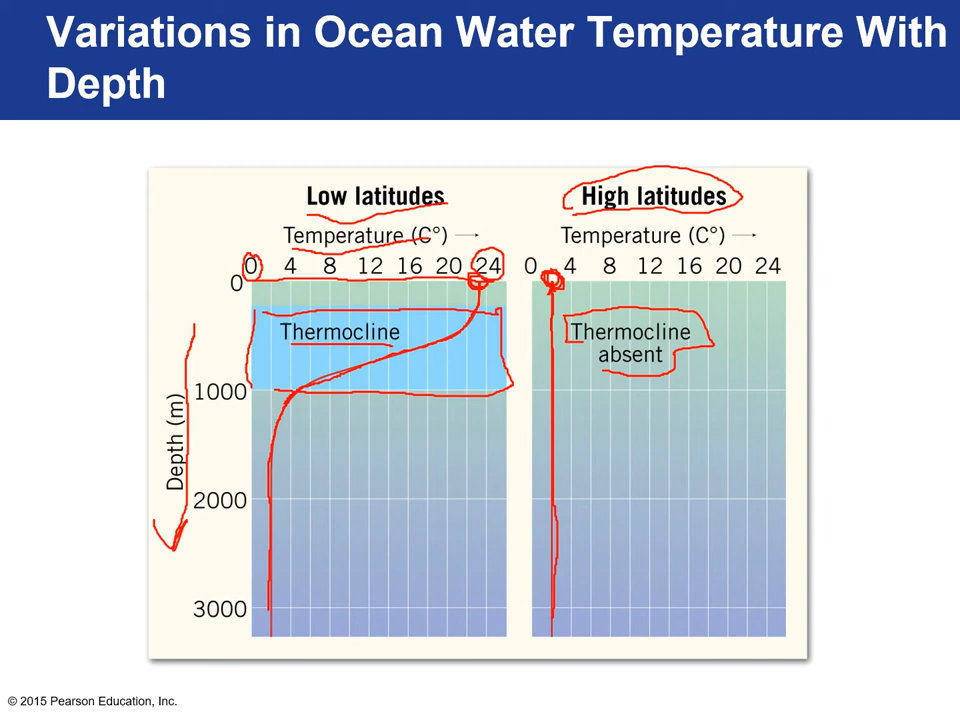 Variations in Ocean Water Temperature With
Depth
Low latitudes
High latitudes
Temperature (C°) →
Temperature (C°) →
0 4 8 12 16 20 24
0 4 8 12 16 20 24
0
Thermocline
Thermocline
absent
1000
Depth (m)
2000
3000
© 2015 Pearson Education, Inc.